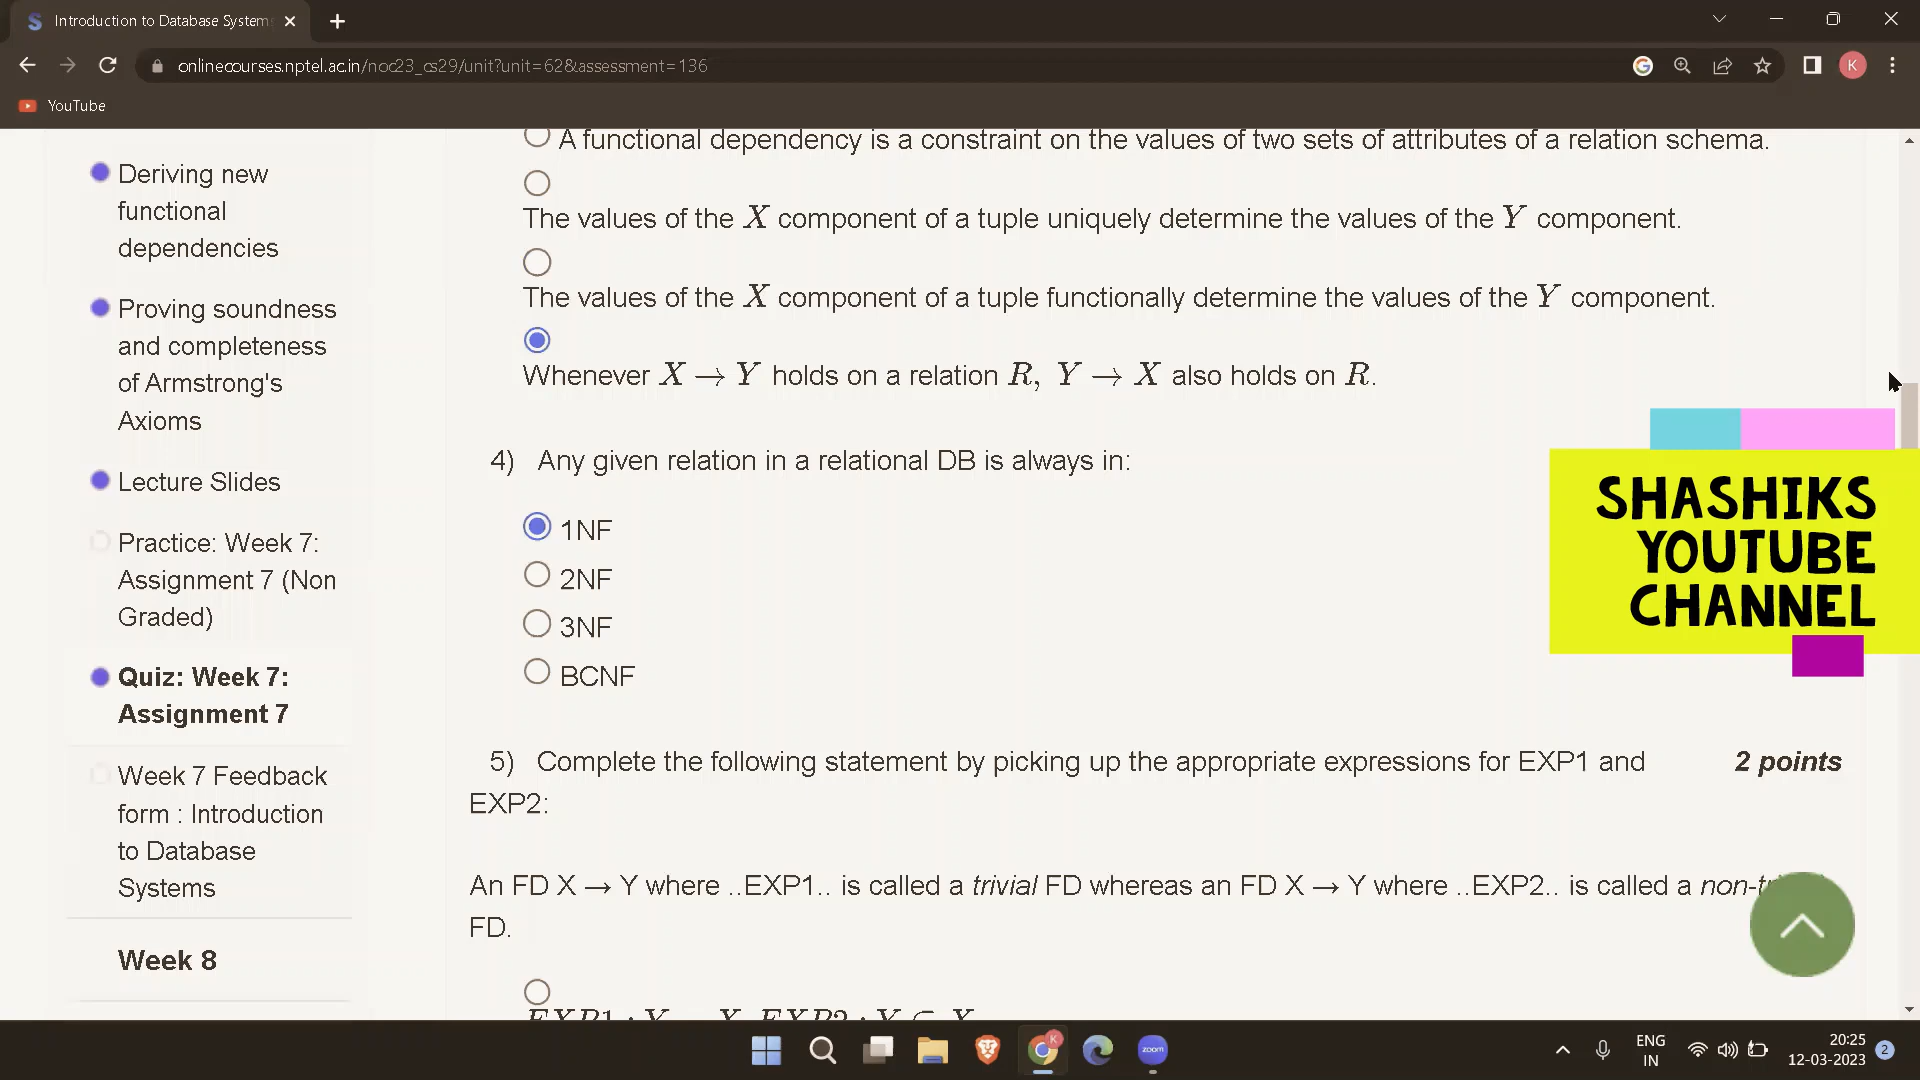 Introduction to Database System
onlinecourses.nptel.ac.in/noc23_cs29/unit?unit=62&assessment=136
K
YouTube
Deriving new
functional
dependencies
Proving soundness
and completeness
of Armstrong's
Axioms
Lecture Slides
Practice: Week 7:
Assignment 7 (Non
Graded)
Quiz: Week 7:
Assignment 7
Week 7 Feedback
form : Introduction
to Database
Systems
Week 8
A functional dependency is a constraint on the values of two sets of attributes of a relation schema.
The values of the X component of a tuple uniquely determine the values of the Y component.
The values of the X component of a tuple functionally determine the values of the Y component.
Whenever X → Y holds on a relation R, Y → X also holds on R.
4) Any given relation in a relational DB is always in:
1NF
2NF
3NF
BCNF
5) Complete the following statement by picking up the appropriate expressions for EXP1 and
EXP2:
2 points
An FD X → Y where ..EXP1.. is called a trivial FD whereas an FD X → Y where ..EXP2.. is called a
FD.
SHASHIKS
YOUTUBE
CHANNEL
K
zoom
ENG
IN
20:25
12-03-2023
2